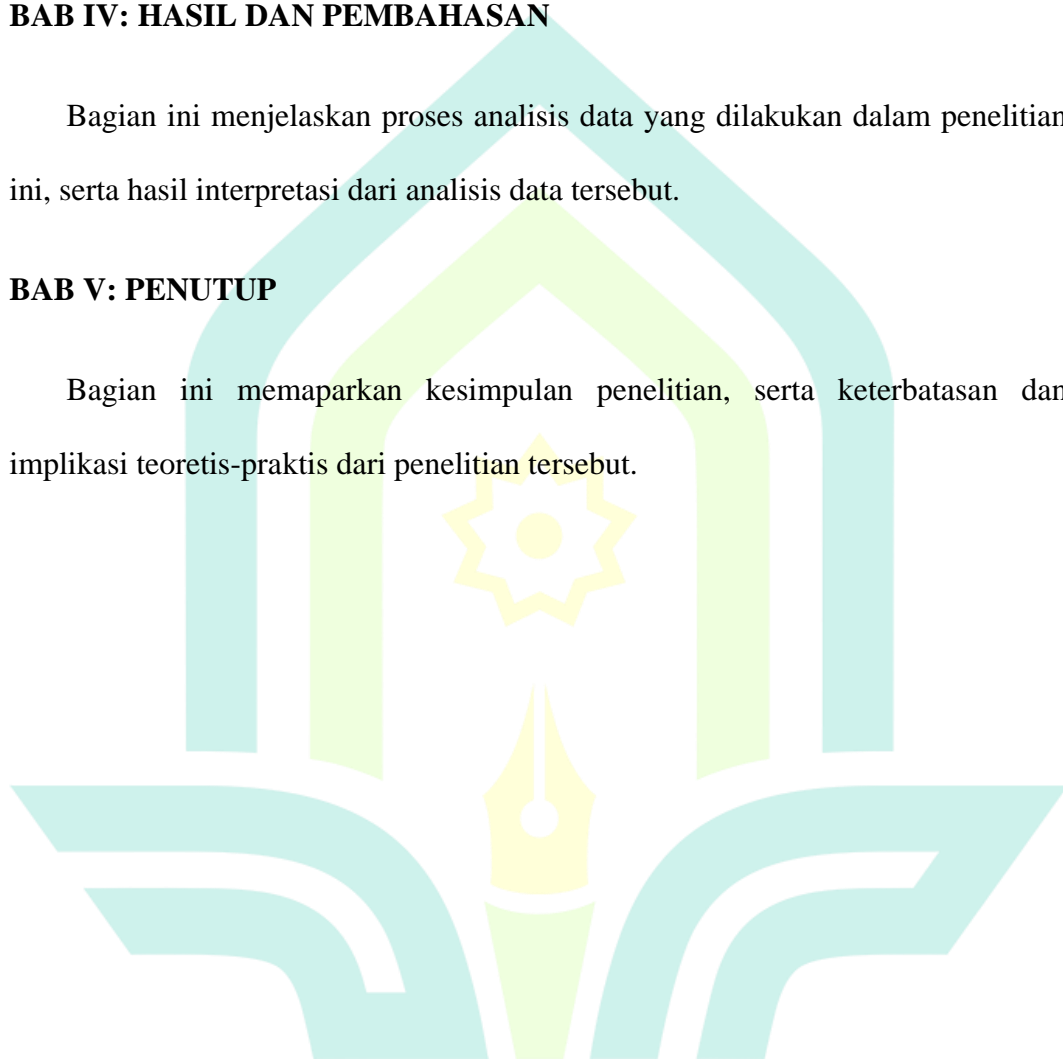 BAB IV: HASIL DAN PEMBAHASAN
Bagian ini menjelaskan proses analisis data yang dilakukan dalam penelitian
ini, serta hasil interpretasi dari analisis data tersebut.
BAB V: PENUTUP
Bagian ini memaparkan kesimpulan penelitian, serta keterbatasan dan
implikasi teoretis-praktis dari penelitian tersebut.